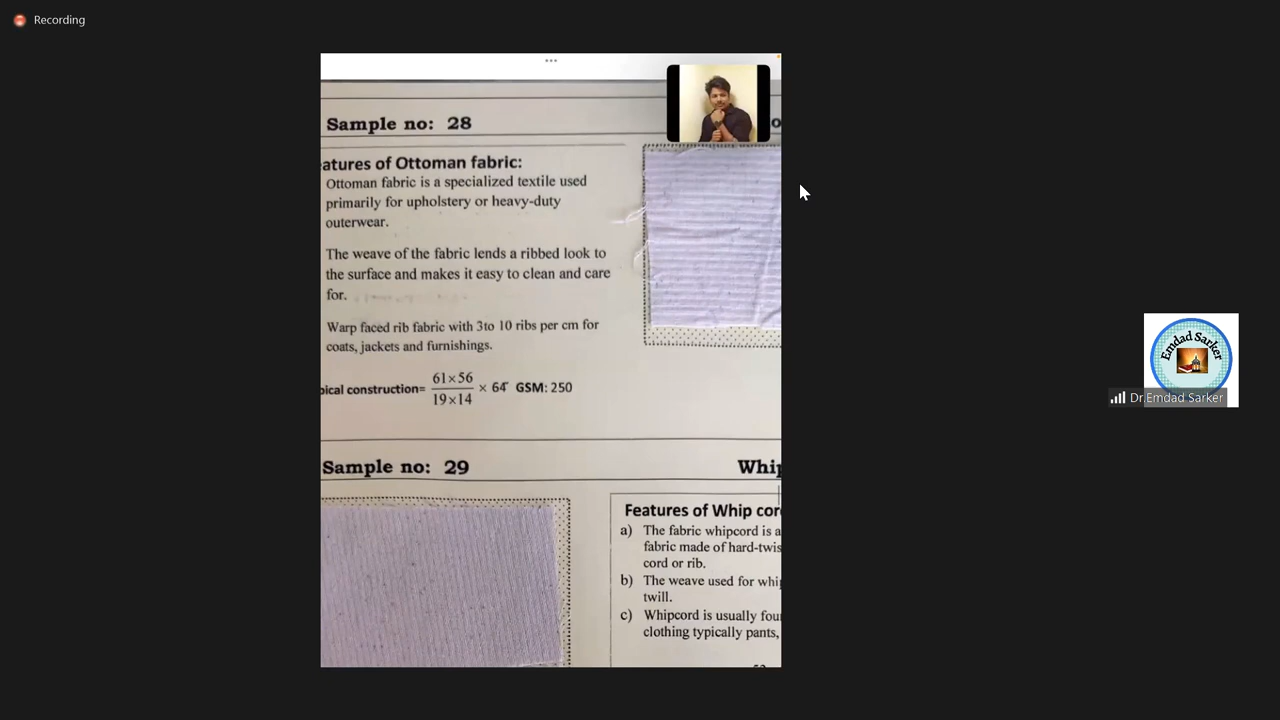 Recording
Sample no: 28
atures of Ottoman fabric:
Ottoman fabric is a specialized textile used
primarily for upholstery or heavy-duty
outerwear.
The weave of the fabric lends a ribbed look to
the surface and makes it easy to clean and care
for.
Warp faced rib fabric with 3to 10 ribs per cm for
coats, jackets and furnishings.
pical construction= 61×56 / 19×14 × 64" GSM: 250
Sample no: 29
Whip
Features of Whip cor
a) The fabric whipcord is a
fabric made of hard-twis
cord or rib.
b) The weave used for whi
twill.
c) Whipcord is usually fou
clothing typically pants,
Emdad Sarker
Dr.Emdad Sarker